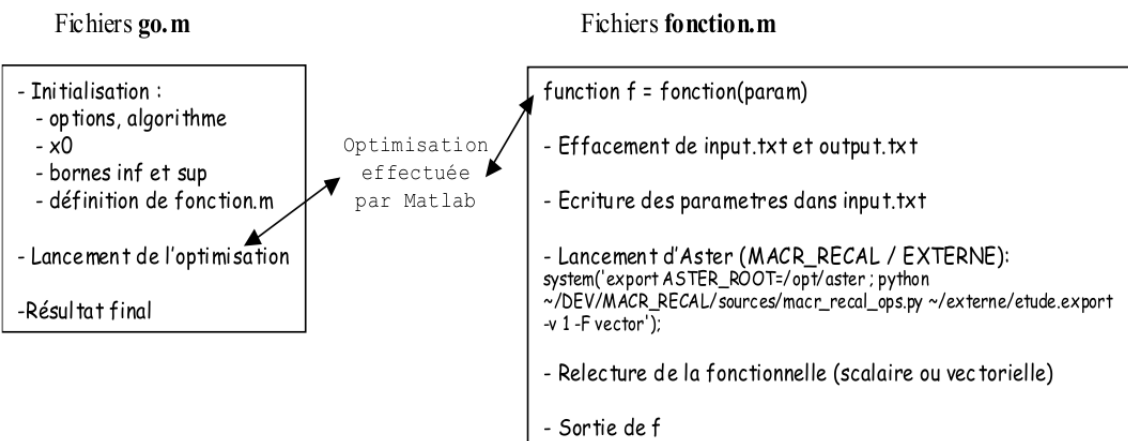 Fichiers go.m
- Initialisation :
- options, algorithme
- x0
- bornes inf et sup
- définition de fonction.m
- Lancement de l'optimisation
-Résultat final
Optimisation
effectuée
par Matlab
Fichiers fonction.m
function f = fonction(param)
- Effacement de input.txt et output.txt
- Ecriture des parametres dans input.txt
- Lancement d'Aster (MACR_RECAL / EXTERNE):
system('export ASTER_ROOT=/opt/aster ; python
~/DEV/MACR_RECAL/sources/macr_recal_ops.py ~/externe/etude.export
-v 1 -F vector');
- Relecture de la fonctionnelle (scalaire ou vectorielle)
- Sortie de f